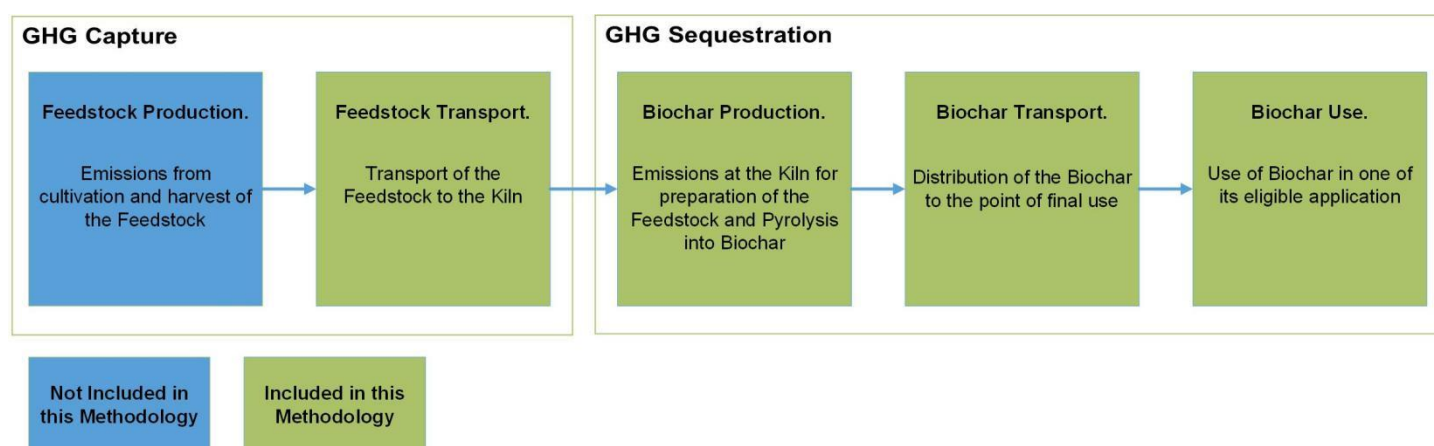 GHG Capture
Feedstock Production.
Emissions from
cultivation and harvest of
the Feedstock
Feedstock Transport.
Transport of the
Feedstock to the Kiln
GHG Sequestration
Biochar Production.
Emissions at the Kiln for
preparation of the
Feedstock and Pyrolysis
into Biochar
Biochar Transport.
Distribution of the Biochar
to the point of final use
Biochar Use.
Use of Biochar in one of
its eligible application
Not Included in
this Methodology
Included in this
Methodology